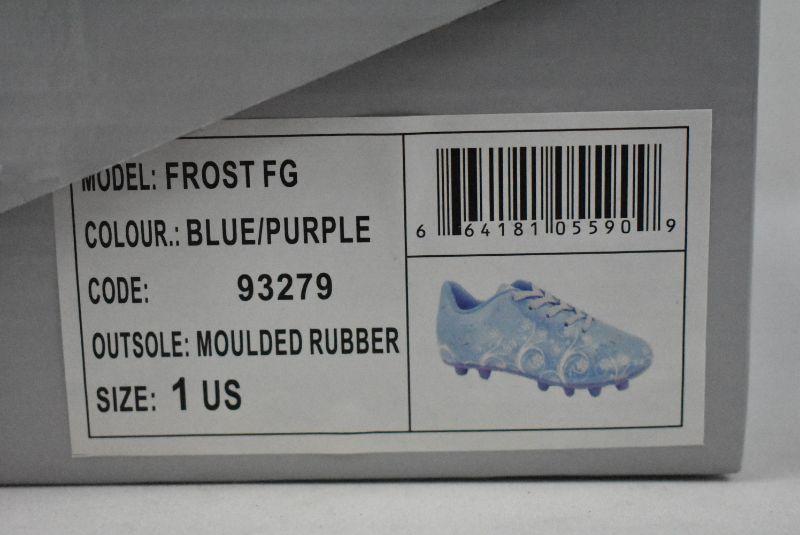 MODEL: FROST FG
COLOUR.: BLUE/PURPLE
CODE: 93279
OUTSOLE: MOULDED RUBBER
SIZE: 1 US
6 64181 05590 9